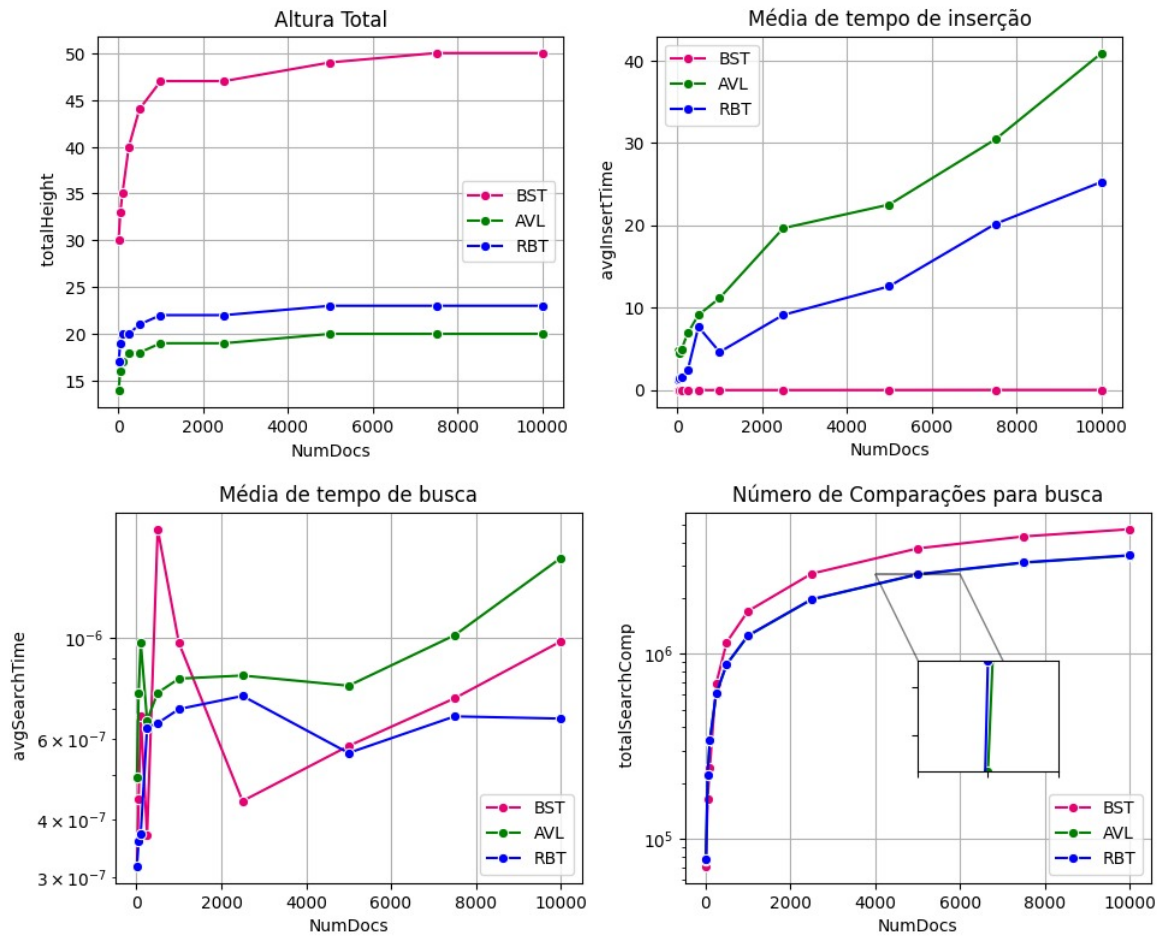 Altura Total
50
45
40
35
30
25
20
15
totalHeight
BST
AVL
RBT
0 2000 4000 6000 8000 10000
NumDocs
Média de tempo de inserção
40
30
20
10
0
avgInsertTime
BST
AVL
RBT
0 2000 4000 6000 8000 10000
NumDocs
Média de tempo de busca
10⁻⁶
6 × 10⁻⁷
4 × 10⁻⁷
3 × 10⁻⁷
avgSearchTime
BST
AVL
RBT
0 2000 4000 6000 8000 10000
NumDocs
Número de Comparações para busca
10⁶
10⁵
totalSearchComp
BST
AVL
RBT
0 2000 4000 6000 8000 10000
NumDocs